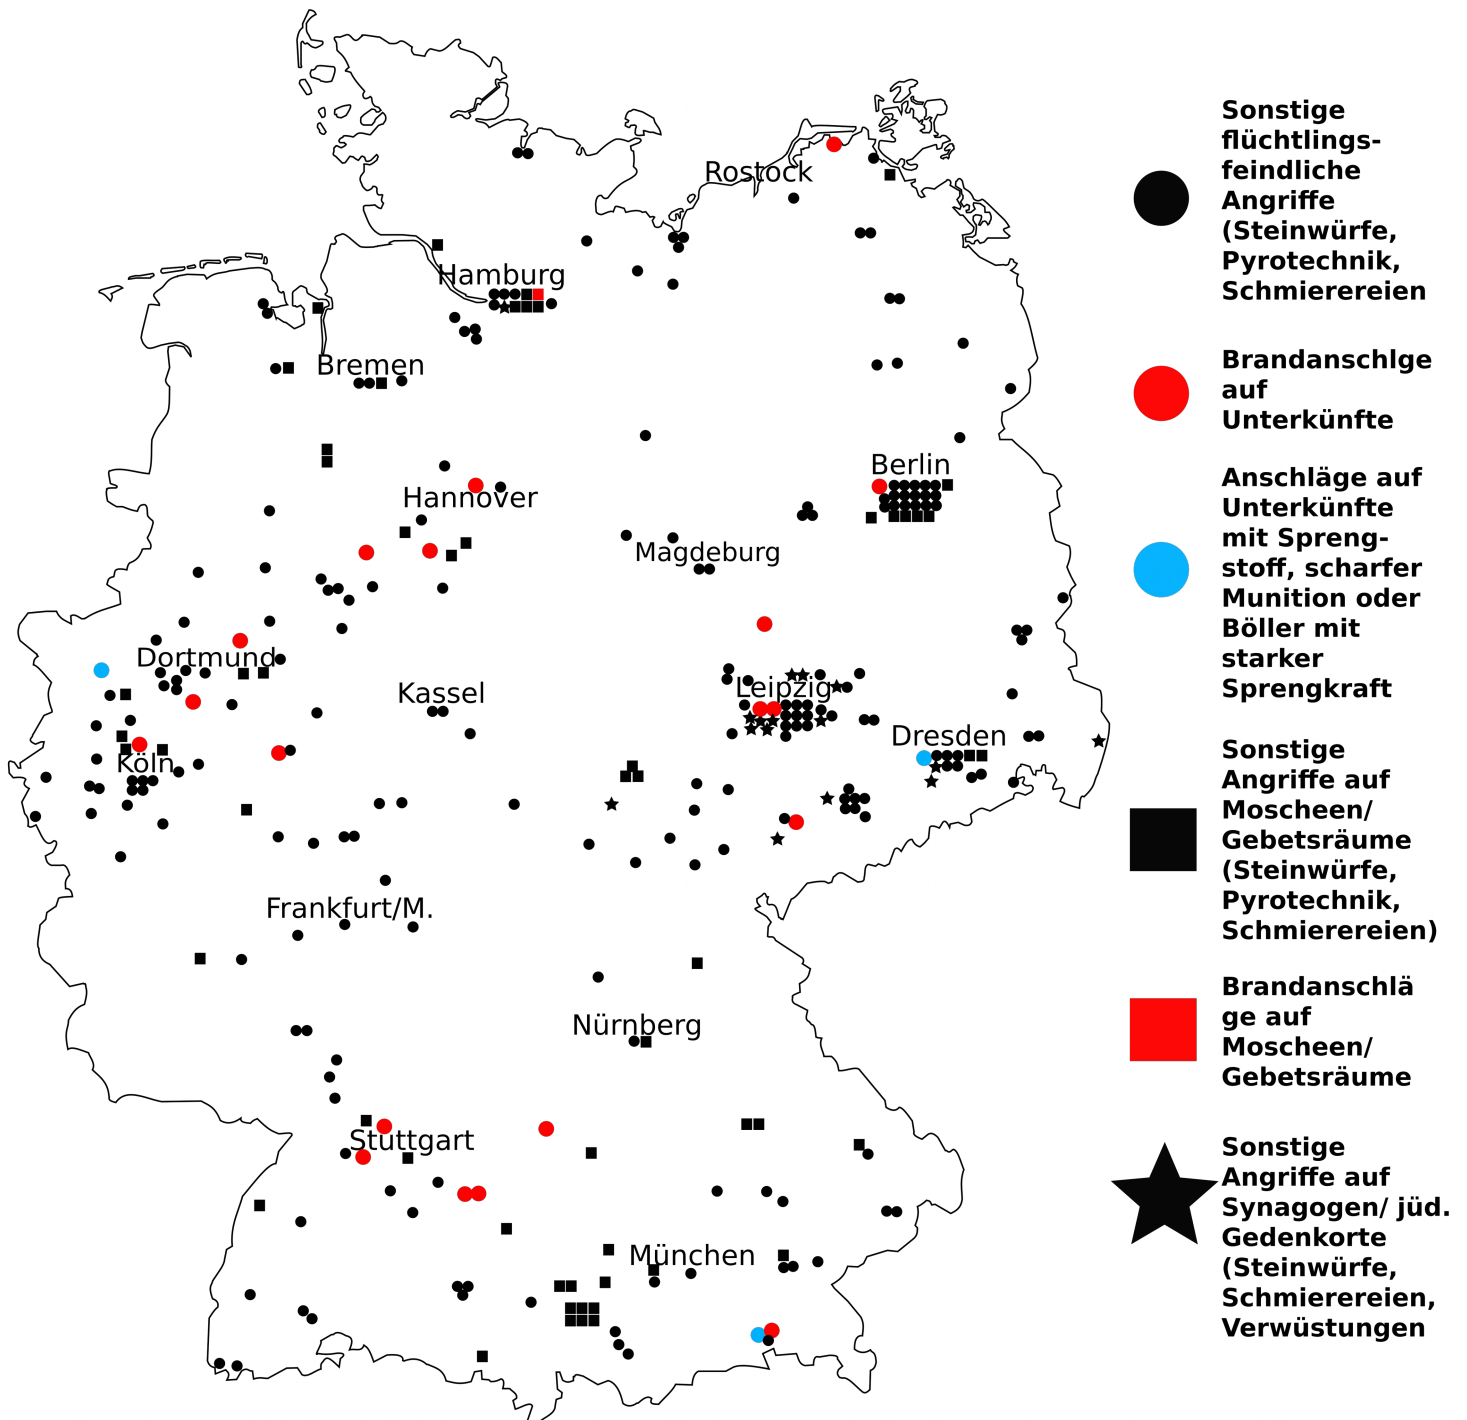 Rostock
Hamburg
Bremen
Berlin
Hannover
Magdeburg
Dortmund
Leipzig
Kassel
Dresden
Köln
Frankfurt/M.
Nürnberg
Stuttgart
München
Sonstige
flüchtlings-
feindliche
Angriffe
(Steinwürfe,
Pyrotechnik,
Schmierereien
Brandanschlge
auf
Unterkünfte
Anschläge auf
Unterkünfte
mit Spreng-
stoff, scharfer
Munition oder
Böller mit
starker
Sprengkraft
Sonstige
Angriffe auf
Moscheen/
Gebetsräume
(Steinwürfe,
Pyrotechnik,
Schmierereien)
Brandanschlä
ge auf
Moscheen/
Gebetsräume
Sonstige
Angriffe auf
Synagogen/ jüd.
Gedenkorte
(Steinwürfe,
Schmierereien,
Verwüstungen